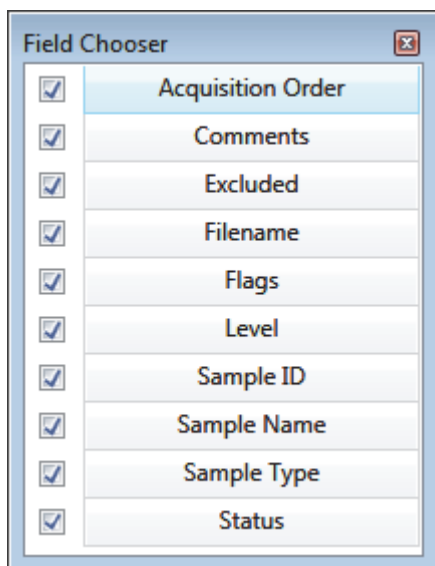 Field Chooser
Acquisition Order
Comments
Excluded
Filename
Flags
Level
Sample ID
Sample Name
Sample Type
Status